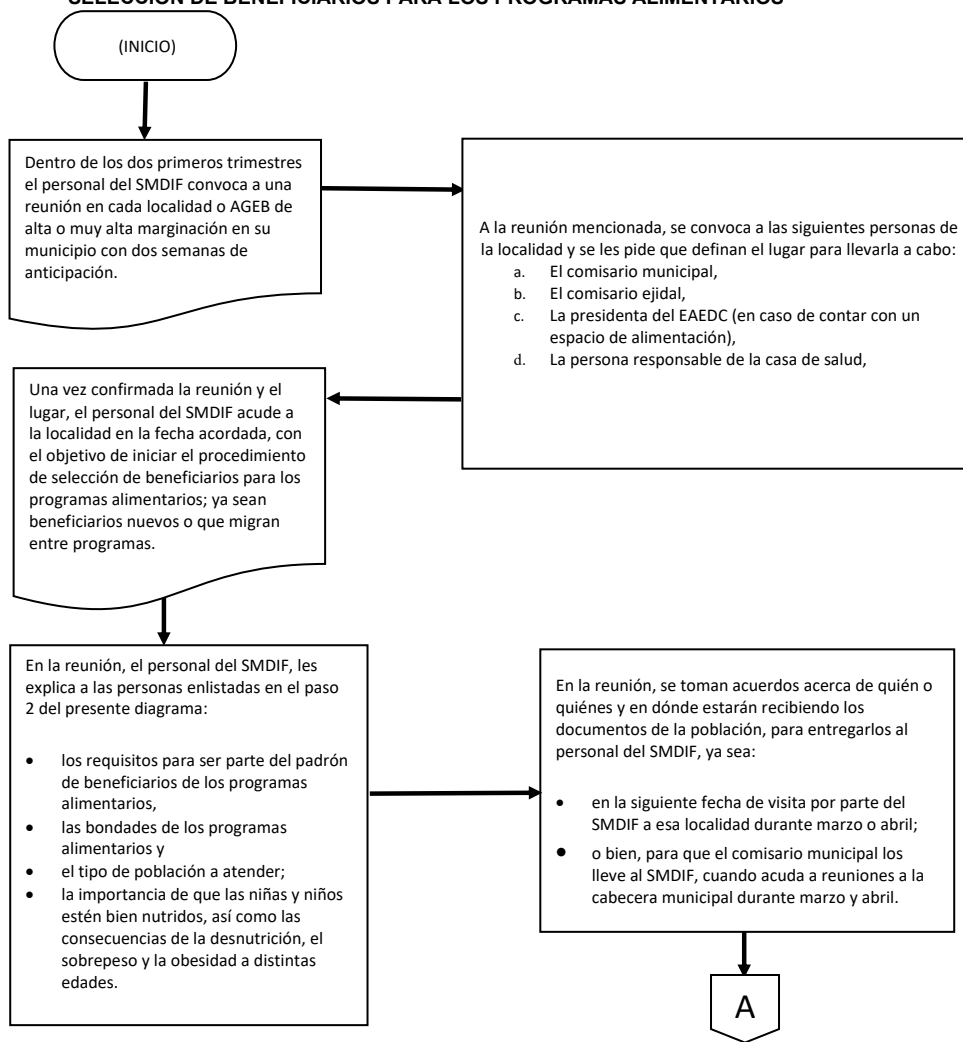 SELECCIÓN DE BENEFICIARIOS PARA LOS PROGRAMAS ALIMENTARIOS
(INICIO)
Dentro de los dos primeros trimestres
el personal del SMDIF convoca a una
reunión en cada localidad o AGEB de
alta o muy alta marginación en su
municipio con dos semanas de
anticipación.
A la reunión mencionada, se convoca a las siguientes personas de
la localidad y se les pide que definan el lugar para llevarla a cabo:
a. El comisario municipal,
b. El comisario ejidal,
c. La presidenta del EAEDC (en caso de contar con un
espacio de alimentación),
d. La persona responsable de la casa de salud,
Una vez confirmada la reunión y el
lugar, el personal del SMDIF acude a
la localidad en la fecha acordada, con
el objetivo de iniciar el procedimiento
de selección de beneficiarios para los
programas alimentarios; ya sean
beneficiarios nuevos o que migran
entre programas.
En la reunión, el personal del SMDIF, les
explica a las personas enlistadas en el paso
2 del presente diagrama:
• los requisitos para ser parte del padrón
de beneficiarios de los programas
alimentarios,
• las bondades de los programas
alimentarios y
• el tipo de población a atender;
• la importancia de que las niñas y niños
estén bien nutridos, así como las
consecuencias de la desnutrición, el
sobrepeso y la obesidad a distintas
edades.
En la reunión, se toman acuerdos acerca de quién o
quiénes y en dónde estarán recibiendo los
documentos de la población, para entregarlos al
personal del SMDIF, ya sea:
• en la siguiente fecha de visita por parte del
SMDIF a esa localidad durante marzo o abril;
• o bien, para que el comisario municipal los
lleve al SMDIF, cuando acuda a reuniones a la
cabecera municipal durante marzo y abril.
A